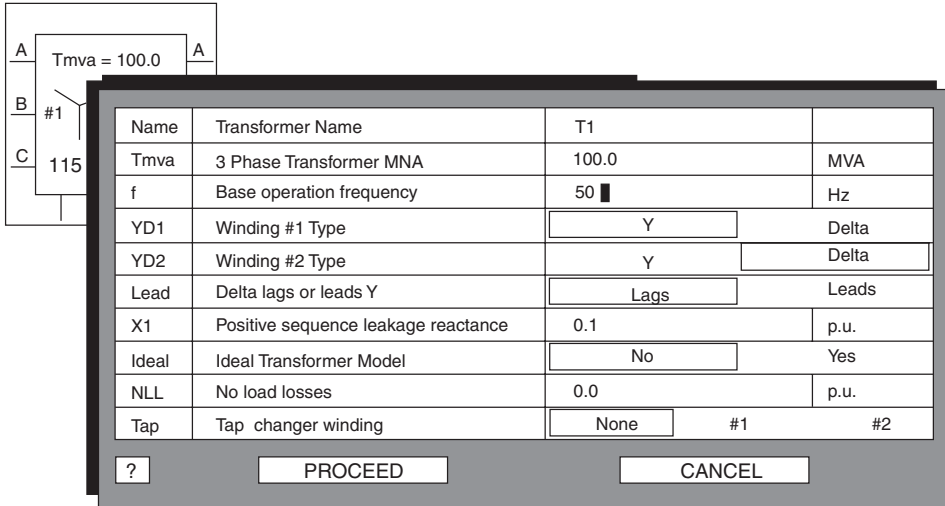 A Tmva = 100.0 A
B
#1
C 115
Name Transformer Name T1
Tmva 3 Phase Transformer MNA 100.0 MVA
f Base operation frequency 50 Hz
YD1 Winding #1 Type Y Delta
YD2 Winding #2 Type Y Delta
Lead Delta lags or leads Y Lags Leads
X1 Positive sequence leakage reactance 0.1 p.u.
Ideal Ideal Transformer Model No Yes
NLL No load losses 0.0 p.u.
Tap Tap changer winding None #1 #2
? PROCEED CANCEL